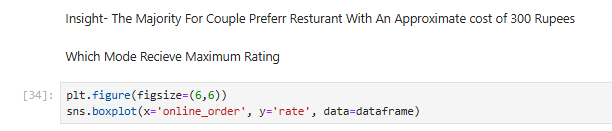 Insight- The Majority For Couple Preferr Resturant With An Approximate cost of 300 Rupees
Which Mode Recieve Maximum Rating
[34]: plt.figure(figsize=(6,6))
sns.boxplot(x='online_order', y='rate', data=dataframe)